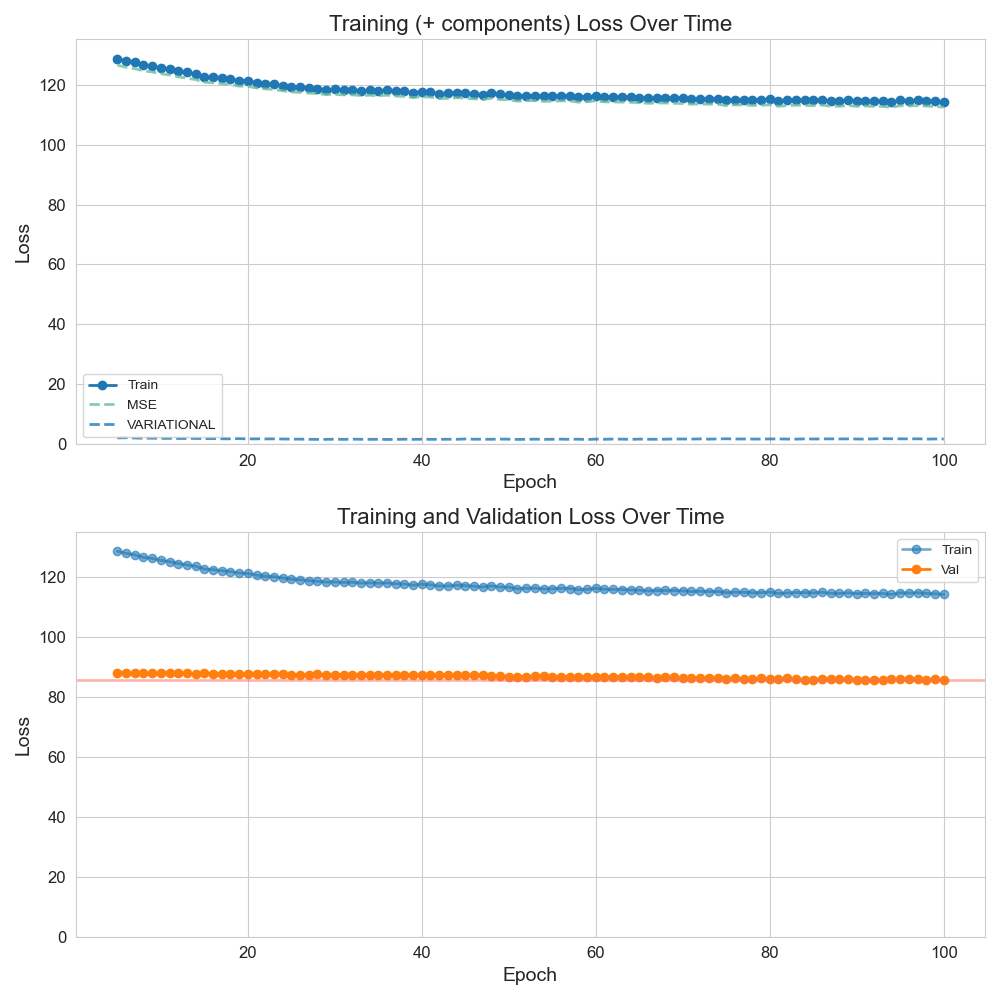 Training (+ components) Loss Over Time
120
100
80
60
40
20
0
Loss
Train
MSE
VARIATIONAL
20 40 60 80 100
Epoch
Training and Validation Loss Over Time
120
100
80
60
40
20
0
Loss
Train
Val
20 40 60 80 100
Epoch